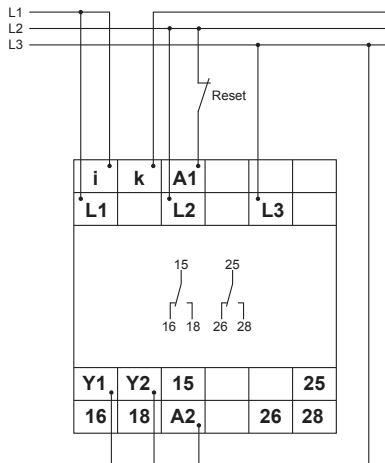 L1
L2
L3
Reset
i k A1
L1 L2 L3
15 25
16 18 26 28
Y1 Y2 15 25
16 18 A2 26 28